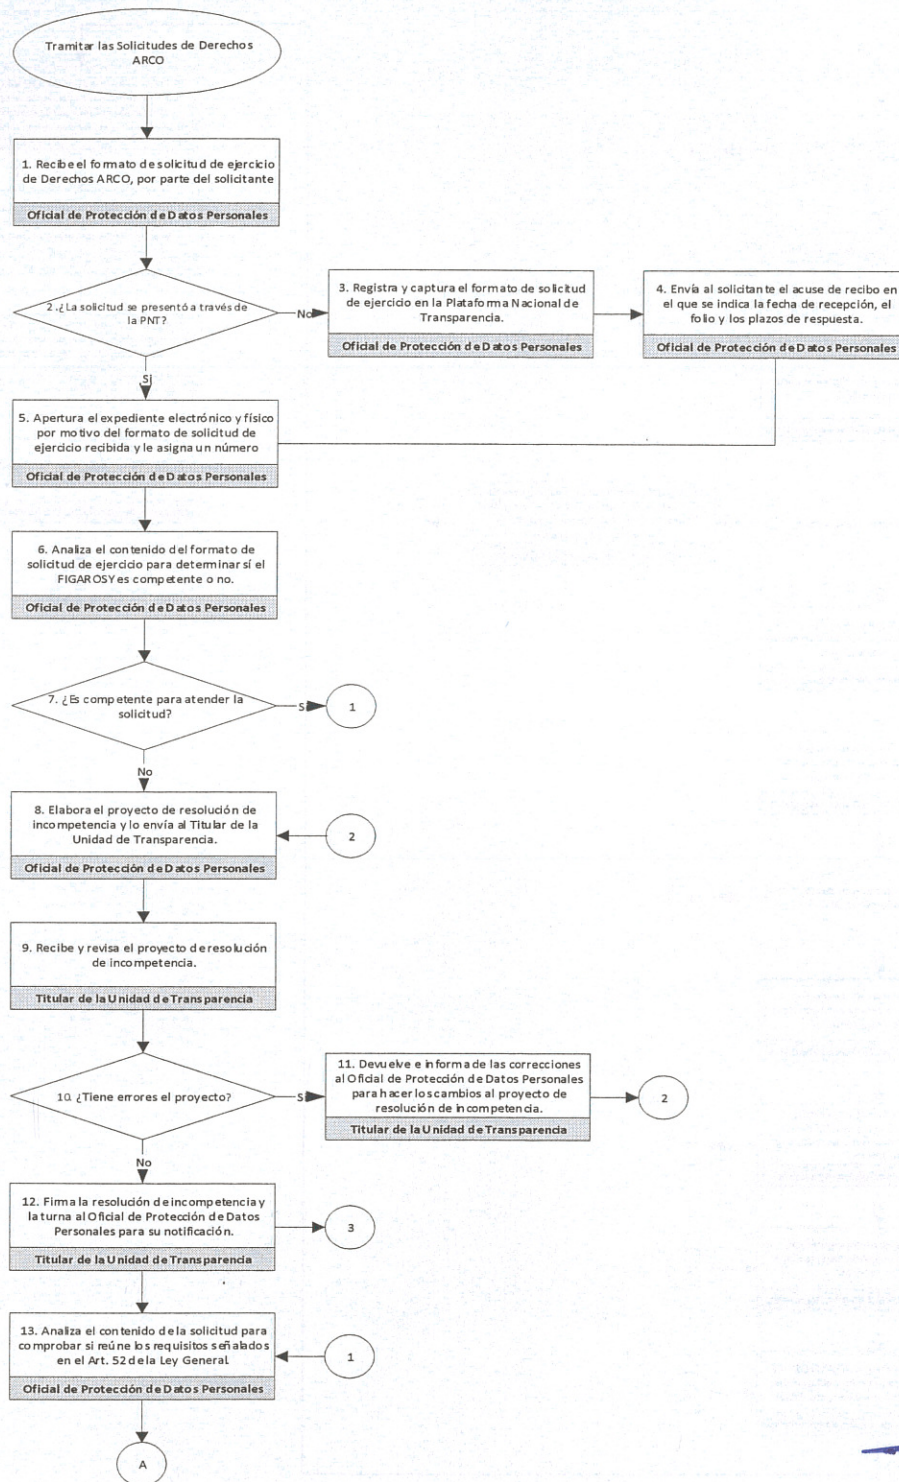 Tramitar las Solicitudes de Derechos
ARCO
1. Recibe el formato de solicitud de ejercicio
de Derechos ARCO, por parte del solicitante
Oficial de Protección de Datos Personales
2. ¿La solicitud se presentó a través de
la PNT?
No
3. Registra y captura el formato de solicitud
de ejercicio en la Plataforma Nacional de
Transparencia.
Oficial de Protección de Datos Personales
4. Envía al solicitante el acuse de recibo en
el que se indica la fecha de recepción, el
folio y los plazos de respuesta.
Oficial de Protección de Datos Personales
Si
5. Apertura el expediente electrónico y físico
por motivo del formato de solicitud de
ejercicio recibida y le asigna un número
Oficial de Protección de Datos Personales
6. Analiza el contenido del formato de
solicitud de ejercicio para determinar sí el
FIGAROSY es competente o no.
Oficial de Protección de Datos Personales
7. ¿Es competente para atender la
solicitud?
Si
1
No
8. Elabora el proyecto de resolución de
incompetencia y lo envía al Titular de la
Unidad de Transparencia.
Oficial de Protección de Datos Personales
2
9. Recibe y revisa el proyecto de resolución
de incompetencia.
Titular de la Unidad de Transparencia
10. ¿Tiene errores el proyecto?
Si
11. Devuelve e informa de las correcciones
al Oficial de Protección de Datos Personales
para hacer los cambios al proyecto de
resolución de incompetencia.
Titular de la Unidad de Transparencia
2
No
12. Firma la resolución de incompetencia y
la turna al Oficial de Protección de Datos
Personales para su notificación.
Titular de la Unidad de Transparencia
3
13. Analiza el contenido de la solicitud para
comprobar si reúne los requisitos señalados
en el Art. 52 de la Ley General.
Oficial de Protección de Datos Personales
1
A